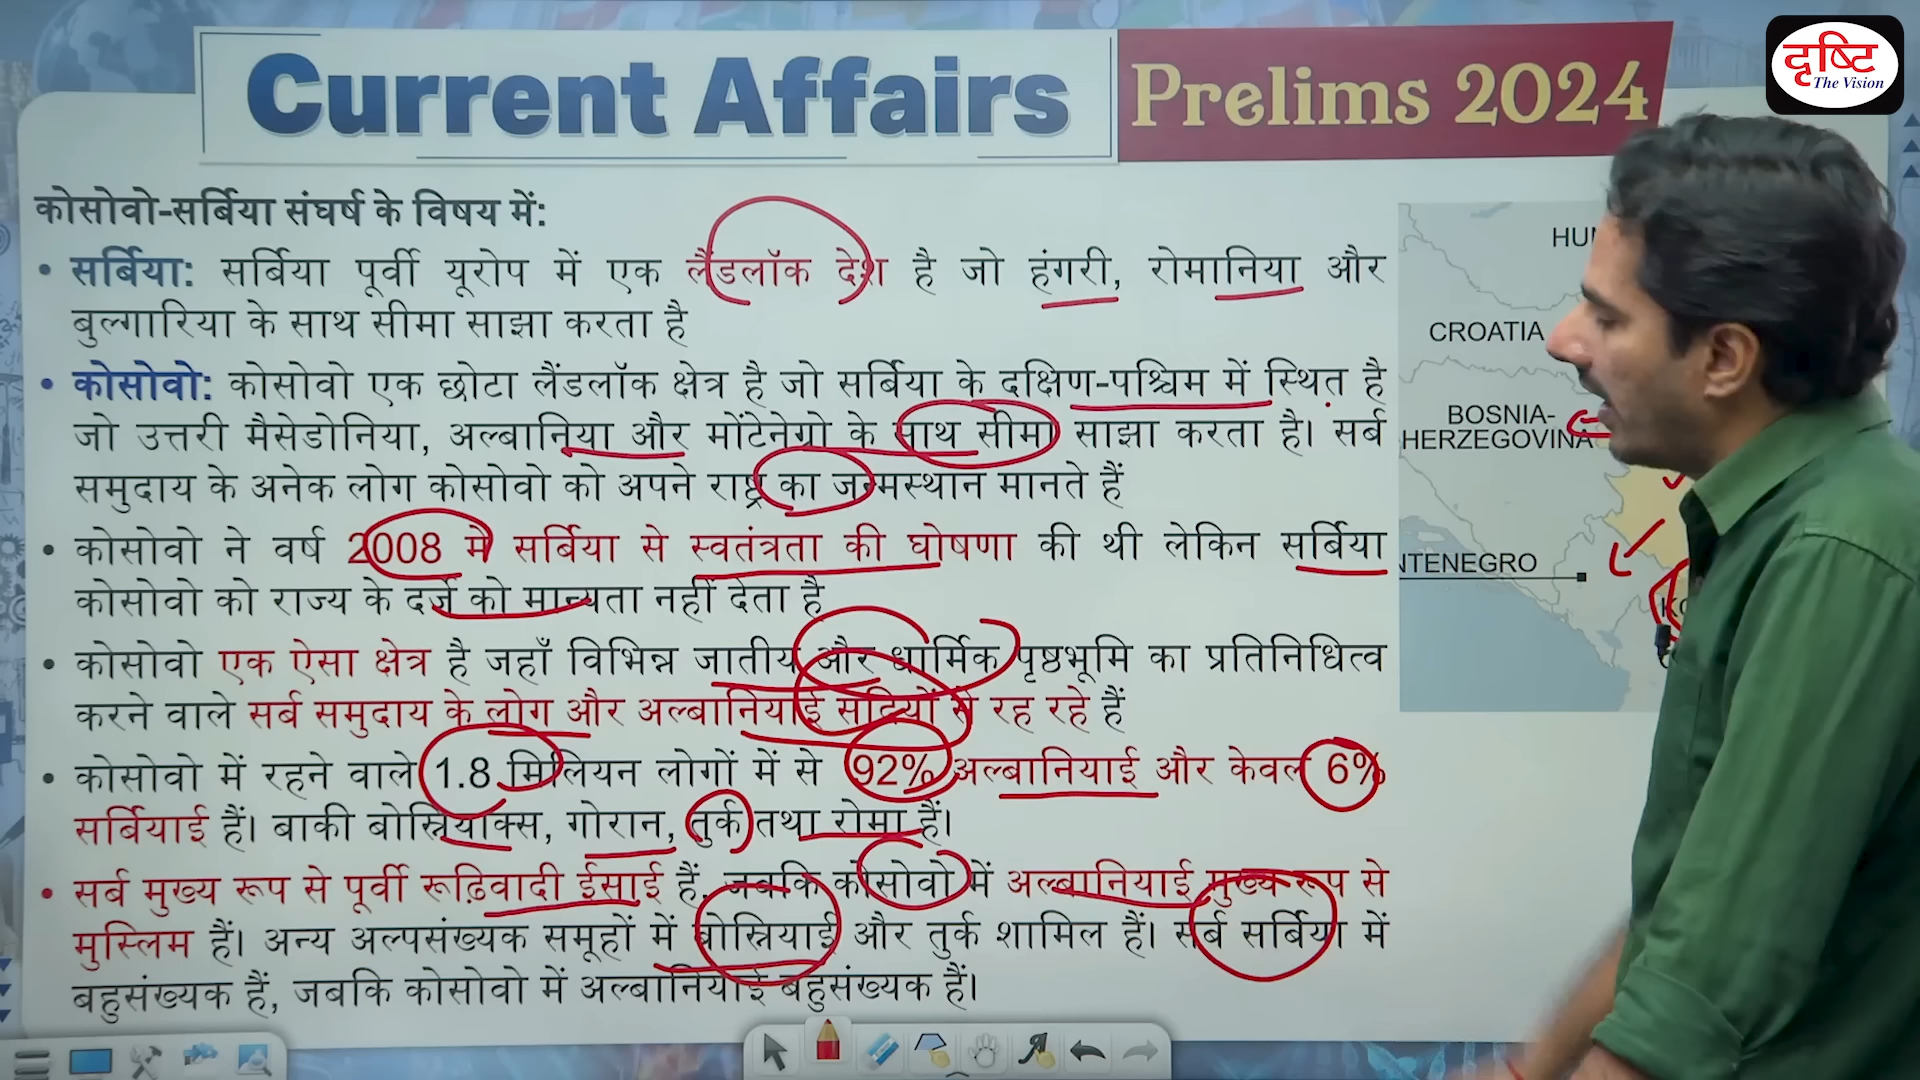 Current Affairs
Prelims 2024
दृष्टि
The Vision
कोसोवो-सर्बिया संघर्ष के विषय में:
• सर्बिया: सर्बिया पूर्वी यूरोप में एक लैंडलॉक देश है जो हंगरी, रोमानिया और
बुल्गारिया के साथ सीमा साझा करता है
• कोसोवो: कोसोवो एक छोटा लैंडलॉक क्षेत्र है जो सर्बिया के दक्षिण-पश्चिम में स्थित है
जो उत्तरी मैसेडोनिया, अल्बानिया और मोंटेनेग्रो के साथ सीमा साझा करता है। सर्ब
समुदाय के अनेक लोग कोसोवो को अपने राष्ट्र का जन्मस्थान मानते हैं
• कोसोवो ने वर्ष 2008 में सर्बिया से स्वतंत्रता की घोषणा की थी लेकिन सर्बिया
कोसोवो को राज्य के दर्जे को मान्यता नहीं देता है
• कोसोवो एक ऐसा क्षेत्र है जहाँ विभिन्न जातीय और धार्मिक पृष्ठभूमि का प्रतिनिधित्व
करने वाले सर्ब समुदाय के लोग और अल्बानियाई सदियों से रह रहे हैं
• कोसोवो में रहने वाले 1.8 मिलियन लोगों में से 92% अल्बानियाई और केवल 6%
सर्बियाई हैं। बाकी बोस्नियाक्स, गोरान, तुर्क तथा रोमा हैं।
• सर्ब मुख्य रूप से पूर्वी रूढ़िवादी ईसाई हैं, जबकि कोसोवो में अल्बानियाई मुख्य रूप से
मुस्लिम हैं। अन्य अल्पसंख्यक समूहों में बोस्नियाई और तुर्क शामिल हैं। सर्ब सर्बिया में
बहुसंख्यक हैं, जबकि कोसोवो में अल्बानियाई बहुसंख्यक हैं।
HU
CROATIA
BOSNIA-
HERZEGOVINA
NTENEGRO